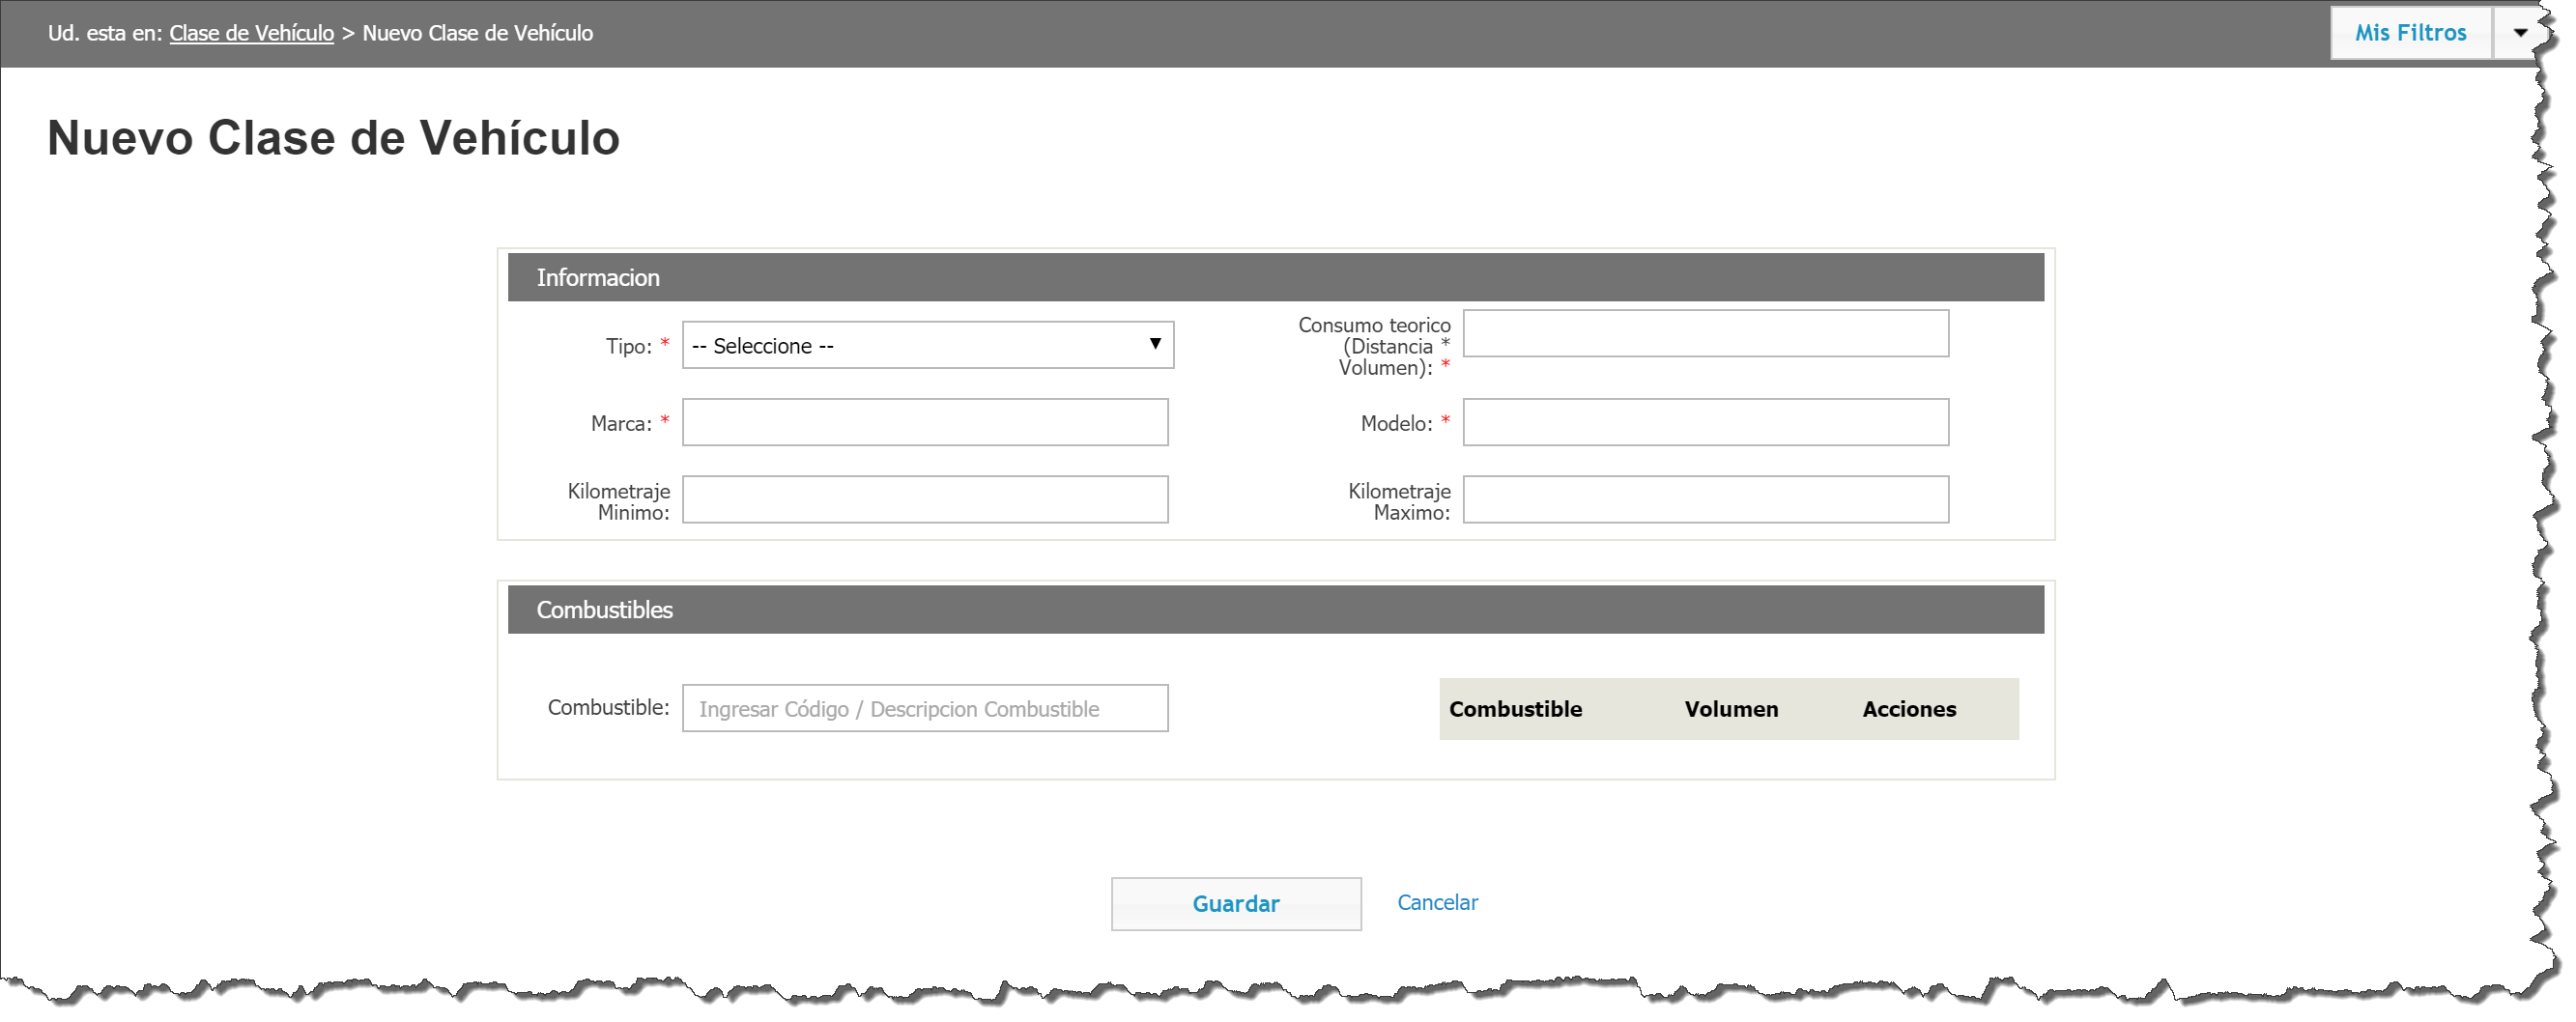 Ud. esta en: Clase de Vehículo > Nuevo Clase de Vehículo
Mis Filtros
Nuevo Clase de Vehículo
Informacion
Tipo: *
-- Seleccione --
Consumo teorico
(Distancia *
Volumen): *
Marca: *
Modelo: *
Kilometraje
Minimo:
Kilometraje
Maximo:
Combustibles
Combustible:
Ingresar Código / Descripcion Combustible
Combustible Volumen Acciones
Guardar
Cancelar